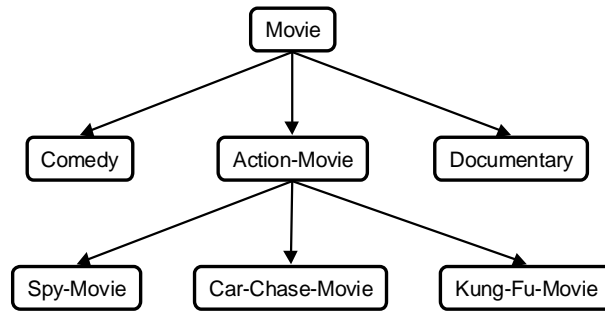 Movie
Comedy
Action-Movie
Documentary
Spy-Movie
Car-Chase-Movie
Kung-Fu-Movie